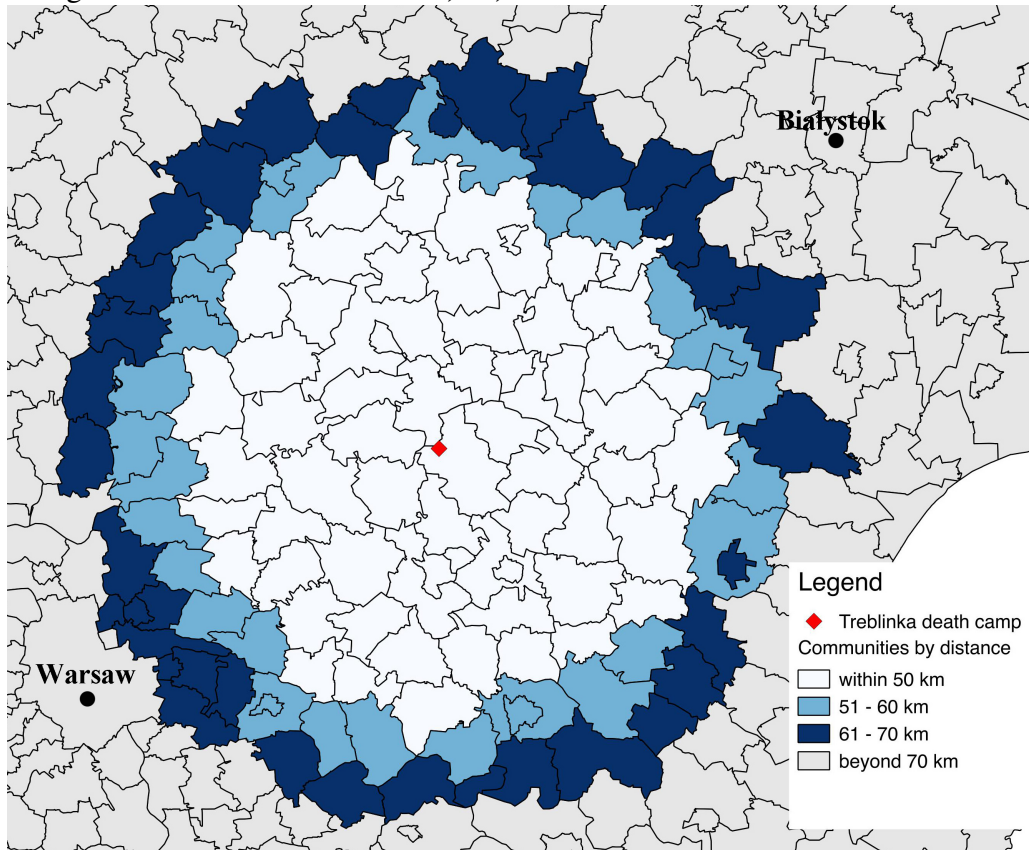 Białystok
Legend
Treblinka death camp
Communities by distance
Warsaw
within 50 km
51 - 60 km
61 - 70 km
beyond 70 km